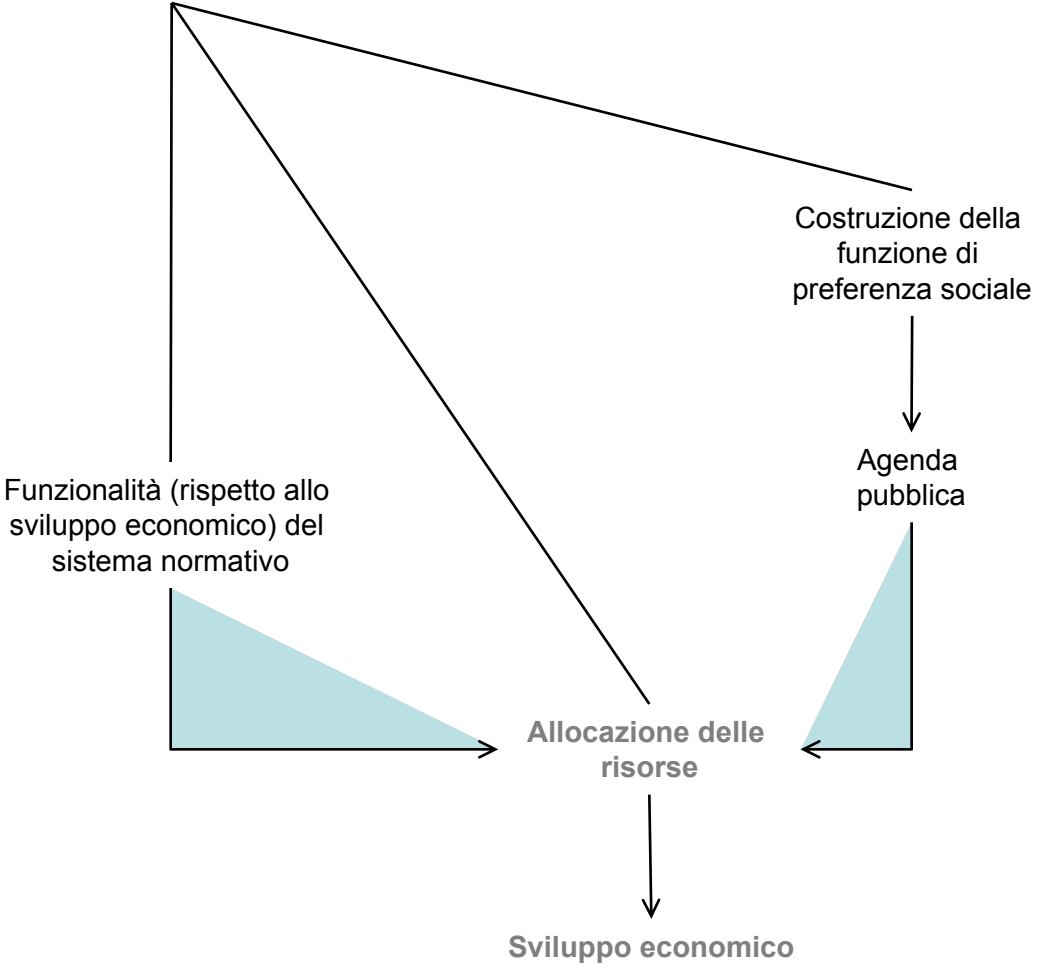 Costruzione della
funzione di
preferenza sociale
Agenda
pubblica
Funzionalità (rispetto allo
sviluppo economico) del
sistema normativo
Allocazione delle
risorse
Sviluppo economico